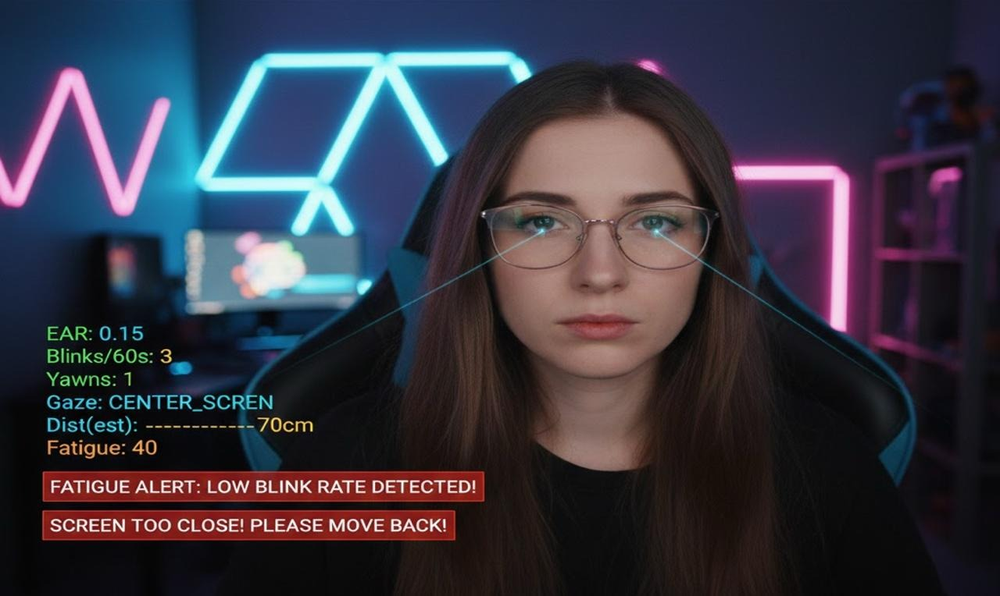 EAR: 0.15
Blinks/60s: 3
Yawns: 1
Gaze: CENTER_SCREN
Dist(est): ------------70cm
Fatigue: 40
FATIGUE ALERT: LOW BLINK RATE DETECTED!
SCREEN TOO CLOSE! PLEASE MOVE BACK!